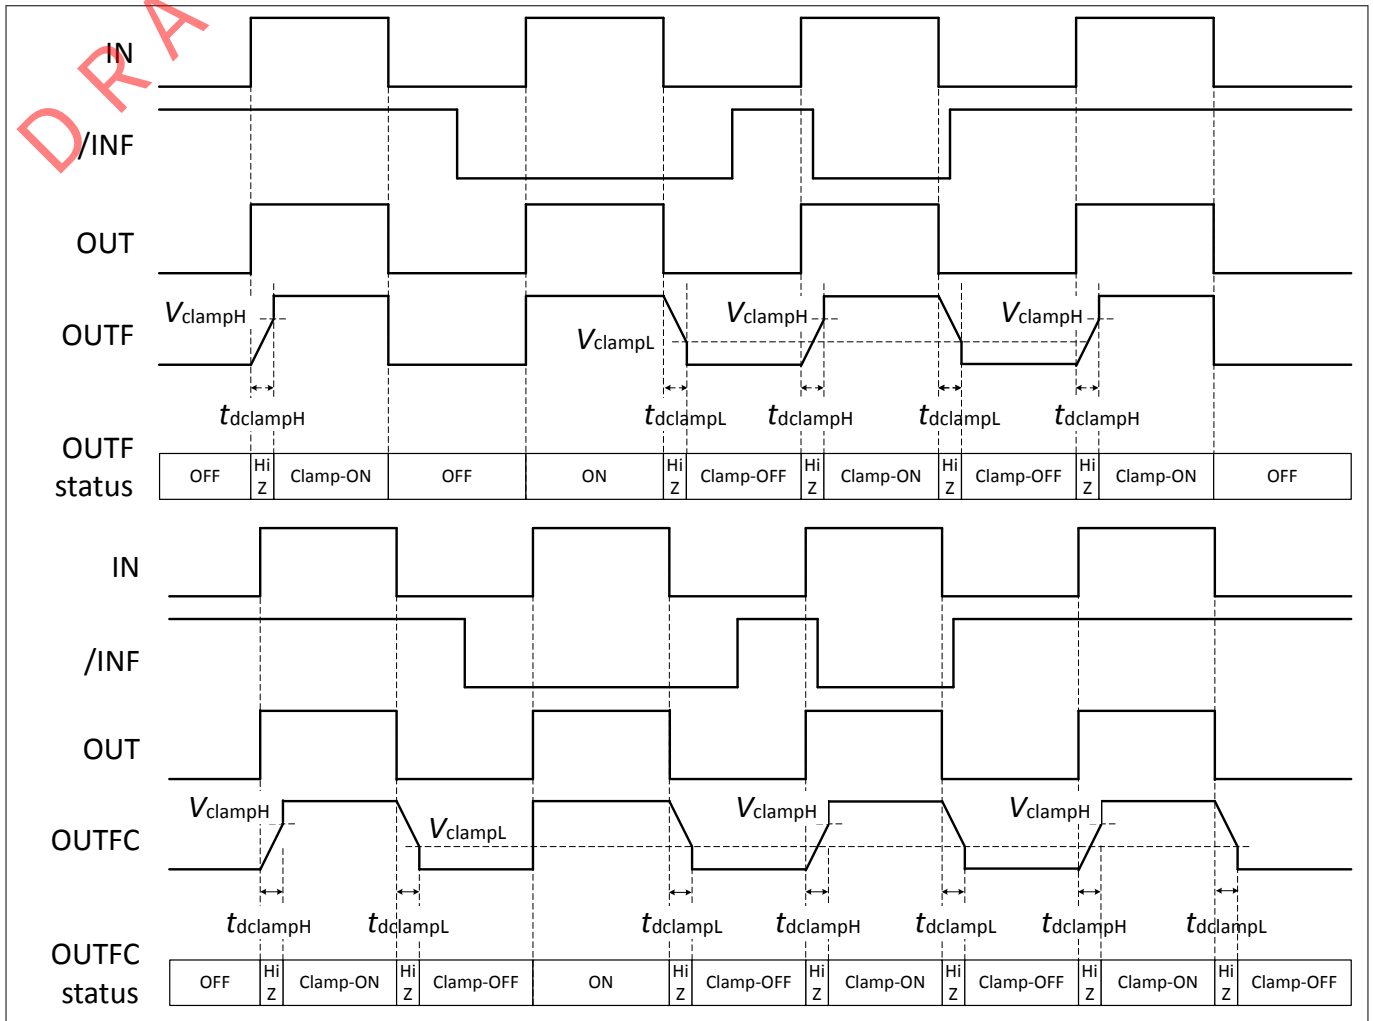 D R A
IN
/INF
OUT
VclampH
VclampH
VclampH
OUTF
VclampL
tdclampH
tdclampL
tdclampH
tdclampL
tdclampH
OUTF
status
OFF
Hi
Z
Clamp-ON
OFF
ON
Hi
Z
Clamp-OFF
Hi
Z
Clamp-ON
Hi
Z
Clamp-OFF
Hi
Z
Clamp-ON
OFF
IN
/INF
OUT
VclampH
VclampH
VclampH
VclampL
OUTFC
tdclampH
tdclampL
tdclampL
tdclampH
tdclampL
tdclampH
tdclampL
OUTFC
status
OFF
Hi
Z
Clamp-ON
Hi
Z
Clamp-OFF
ON
Hi
Z
Clamp-OFF
Hi
Z
Clamp-ON
Hi
Z
Clamp-OFF
Hi
Z
Clamp-ON
Hi
Z
Clamp-OFF